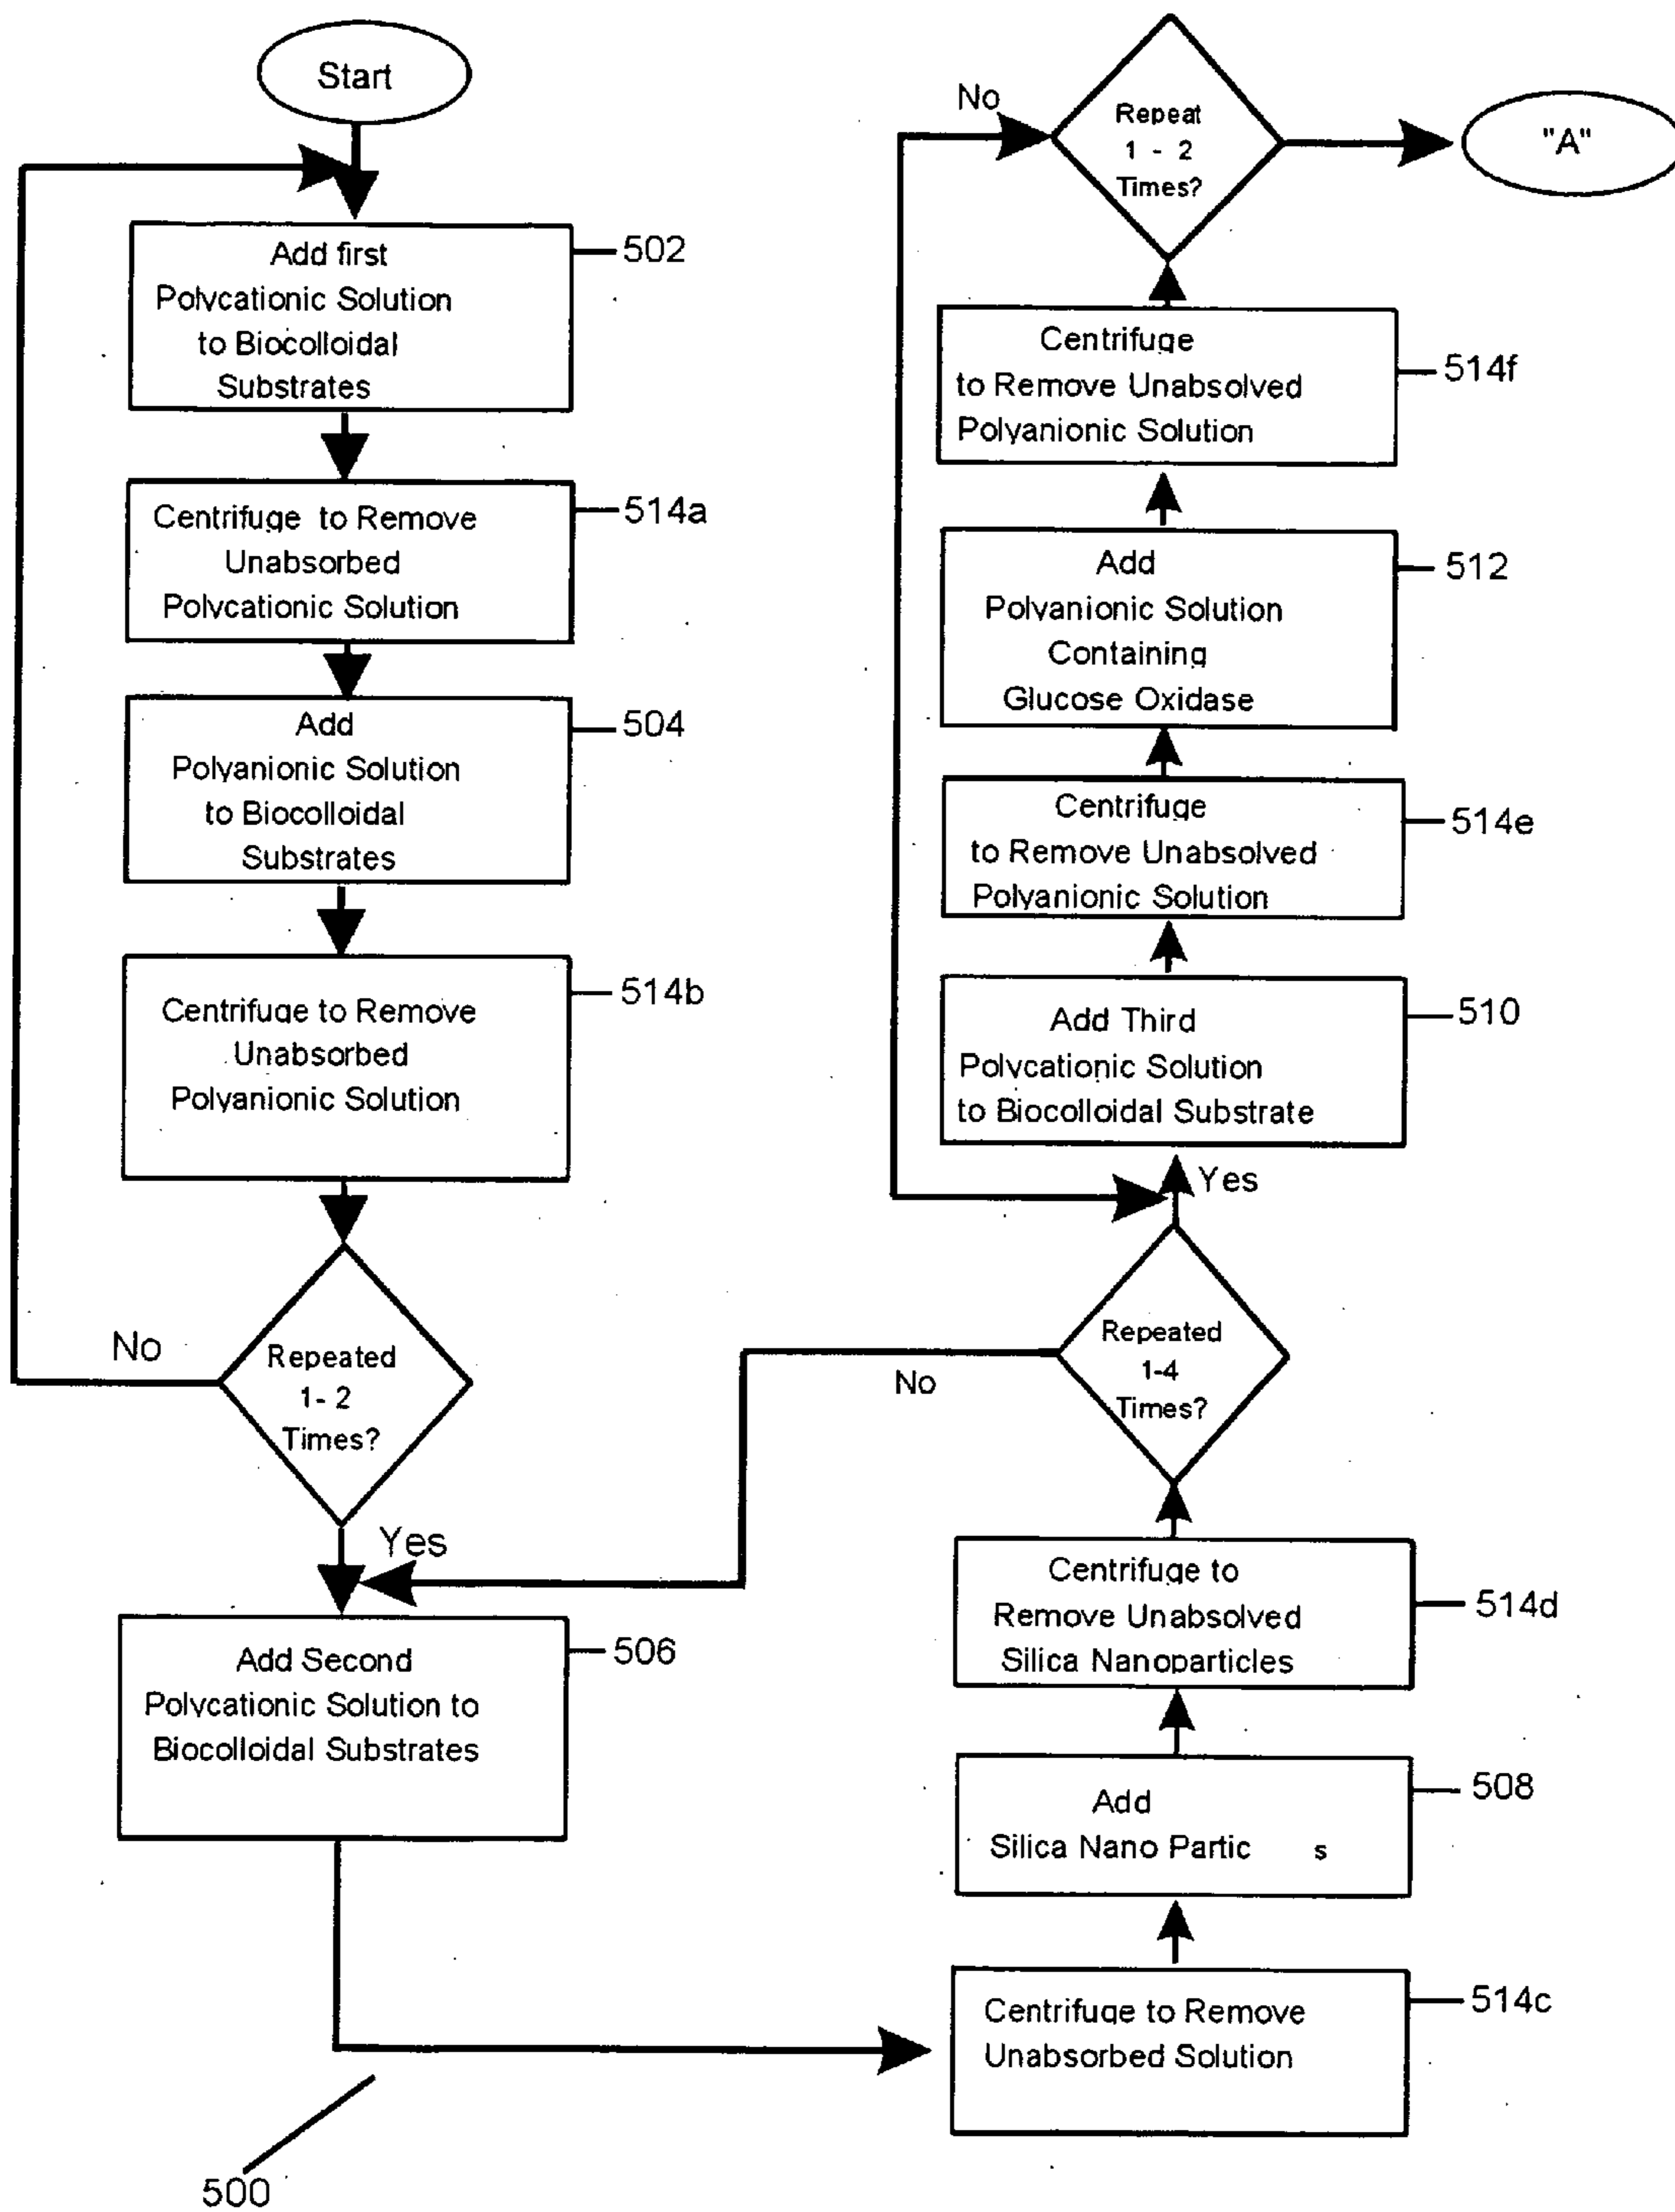 Start
Add first
Polycationic Solution
to Biocolloidal
Substrates
502
Centrifuge to Remove
Unabsorbed
Polycationic Solution
514a
Add
Polyanionic Solution
to Biocolloidal
Substrates
504
Centrifuge to Remove
Unabsorbed
Polyanionic Solution
514b
No
Repeated
1- 2
Times?
Yes
Add Second
Polycationic Solution to
Biocolloidal Substrates
506
500
Centrifuge to Remove
Unabsorbed Solution
514c
Add
Silica Nano Partic s
508
Centrifuge to
Remove Unabsolved
Silica Nanoparticles
514d
Repeated
1-4
Times?
No
Yes
Add Third
Polycationic Solution
to Biocolloidal Substrate
510
Centrifuge
to Remove Unabsolved
Polyanionic Solution
514e
Add
Polyanionic Solution
Containing
Glucose Oxidase
512
Centrifuge
to Remove Unabsolved
Polyanionic Solution
514f
No
Repeat
1 - 2
Times?
"A"